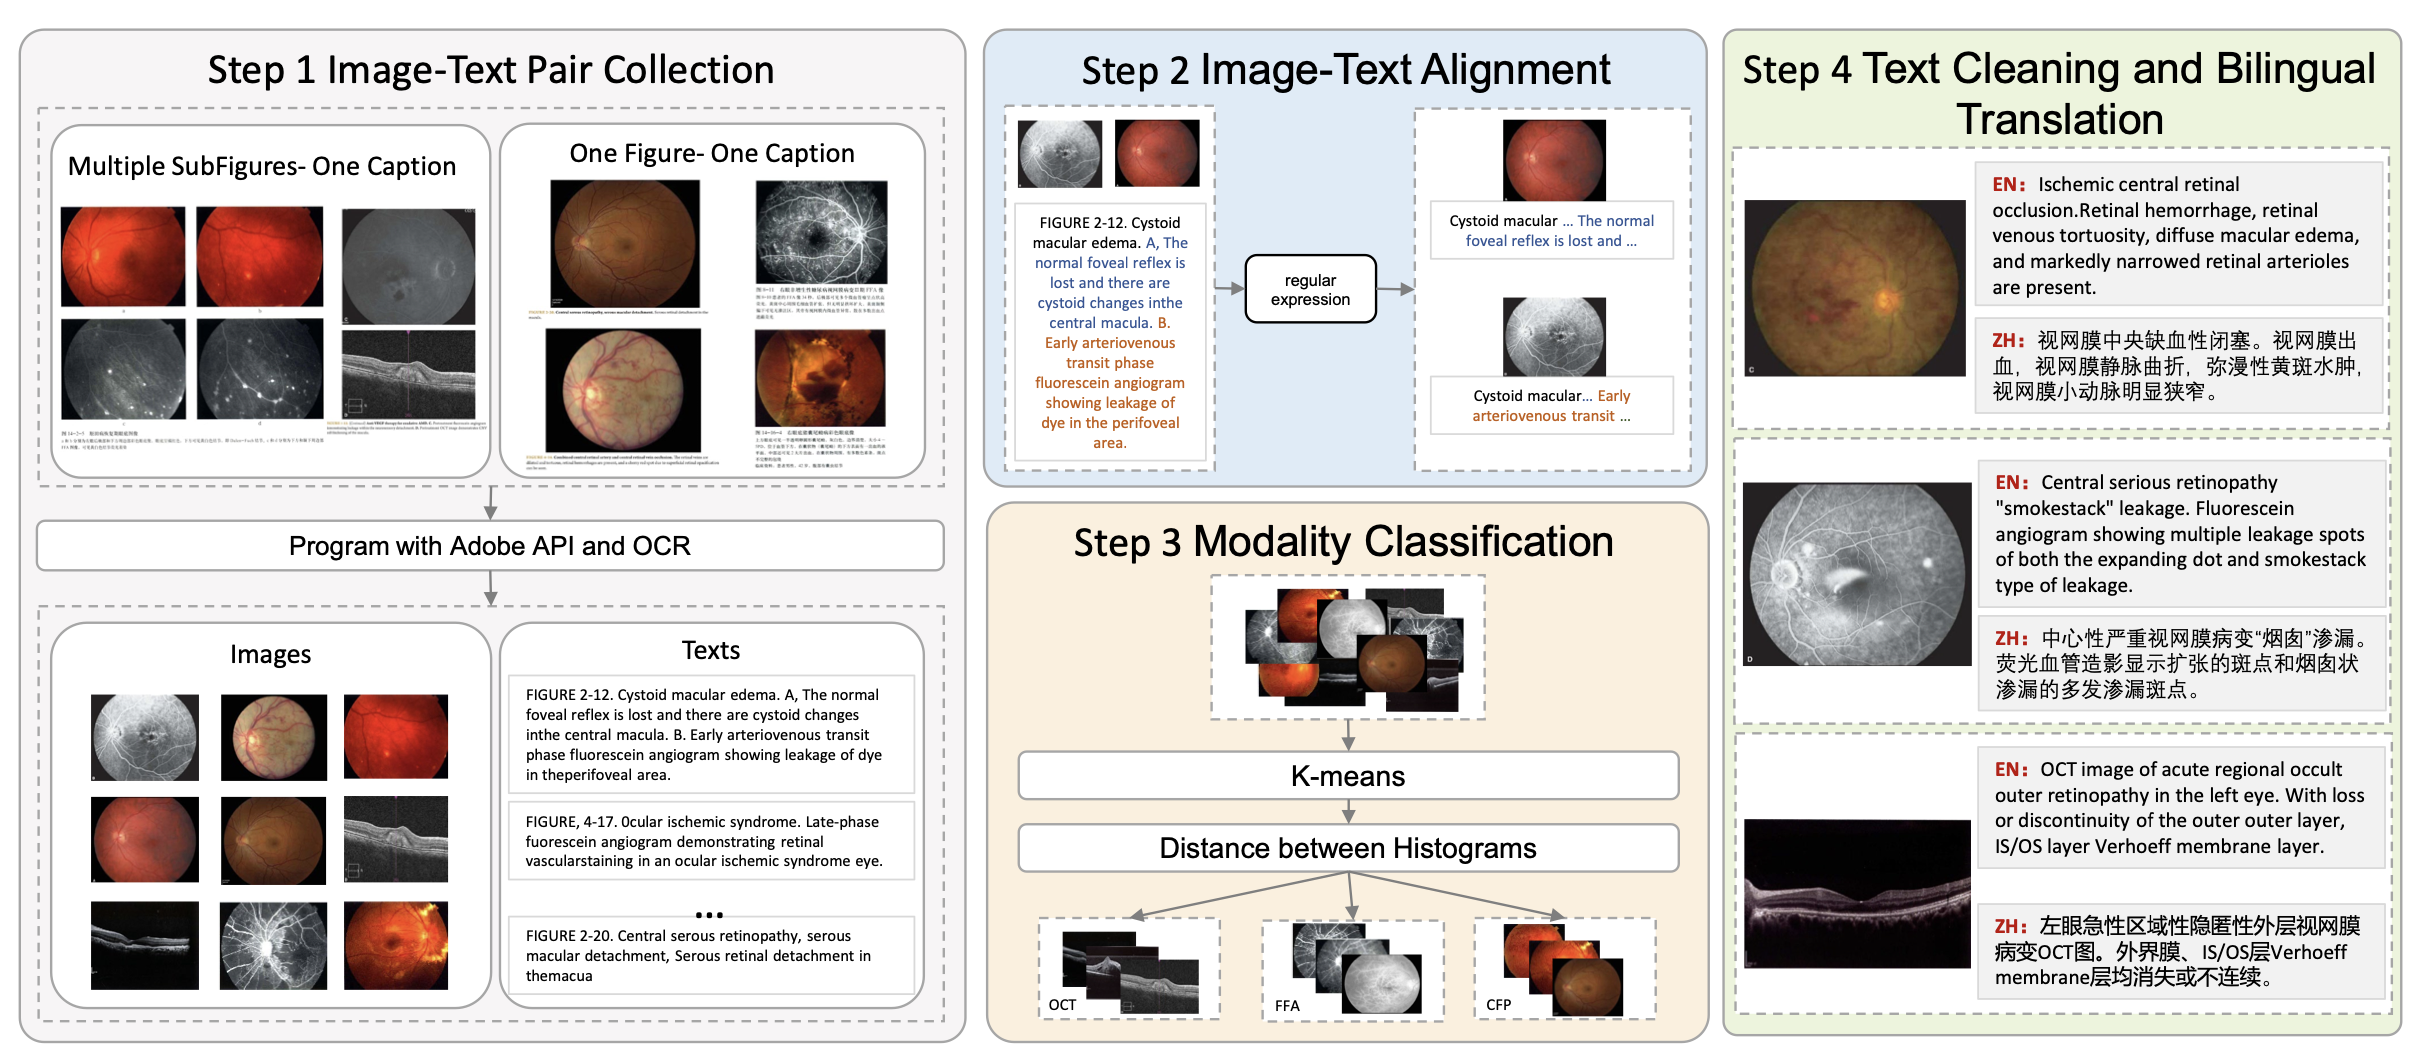 Step 1 Image-Text Pair Collection
Multiple SubFigures- One Caption
One Figure- One Caption
Program with Adobe API and OCR
Images
Texts
FIGURE 2-12. Cystoid macular edema. A, The normal
foveal reflex is lost and there are cystoid changes
inthe central macula. B. Early arteriovenous transit
phase fluorescein angiogram showing leakage of dye
in theperifoveal area.
FIGURE, 4-17. 0cular ischemic syndrome. Late-phase
fuorescein angiogram demonstrating retinal
vascularstaining in an ocular ischemic syndrome eye.
...
FIGURE 2-20. Central serous retinopathy, serous
macular detachment, Serous retinal detachment in
themacua
Step 2 Image-Text Alignment
FIGURE 2-12. Cystoid
macular edema. A, The
normal foveal reflex is
lost and there are
cystoid changes inthe
central macula. B.
Early arteriovenous
transit phase
fluorescein angiogram
showing leakage of
dye in the perifoveal
area.
regular
expression
Cystoid macular ... The normal
foveal reflex is lost and ...
Cystoid macular... Early
arteriovenous transit ...
Step 3 Modality Classification
K-means
Distance between Histograms
OCT
FFA
CFP
Step 4 Text Cleaning and Bilingual
Translation
EN： Ischemic central retinal
occlusion.Retinal hemorrhage, retinal
venous tortuosity, diffuse macular edema,
and markedly narrowed retinal arterioles
are present.
ZH：视网膜中央缺血性闭塞。视网膜出
血，视网膜静脉曲折，弥漫性黄斑水肿，
视网膜小动脉明显狭窄。
EN： Central serious retinopathy
"smokestack" leakage. Fluorescein
angiogram showing multiple leakage spots
of both the expanding dot and smokestack
type of leakage.
ZH：中心性严重视网膜病变“烟囱”渗漏。
荧光血管造影显示扩张的斑点和烟囱状
渗漏的多发渗漏斑点。
EN： OCT image of acute regional occult
outer retinopathy in the left eye. With loss
or discontinuity of the outer outer layer,
IS/OS layer Verhoeff membrane layer.
ZH：左眼急性区域性隐匿性外层视网膜
病变OCT图。外界膜、IS/OS层Verhoeff
membrane层均消失或不连续。